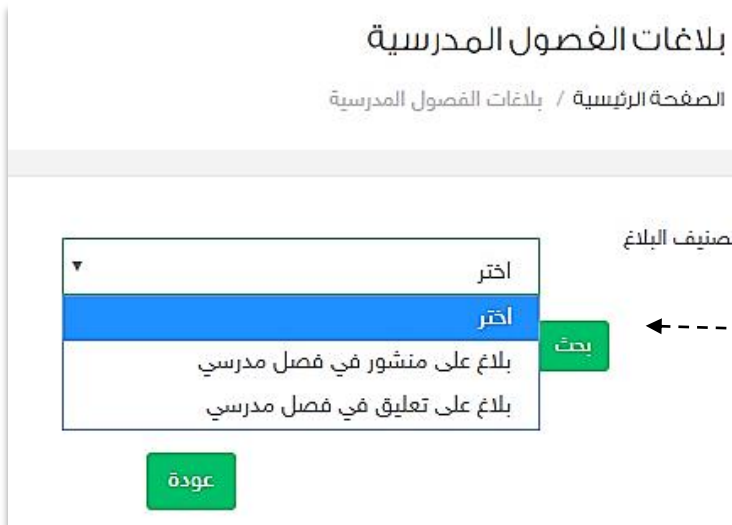 بلاغات الفصول المدرسية
الصفحة الرئيسية / بلاغات الفصول المدرسية
صنيف البلاغ
اختر
اختر
بحث
بلاغ على منشور في فصل مدرسي
بلاغ على تعليق في فصل مدرسي
عودة